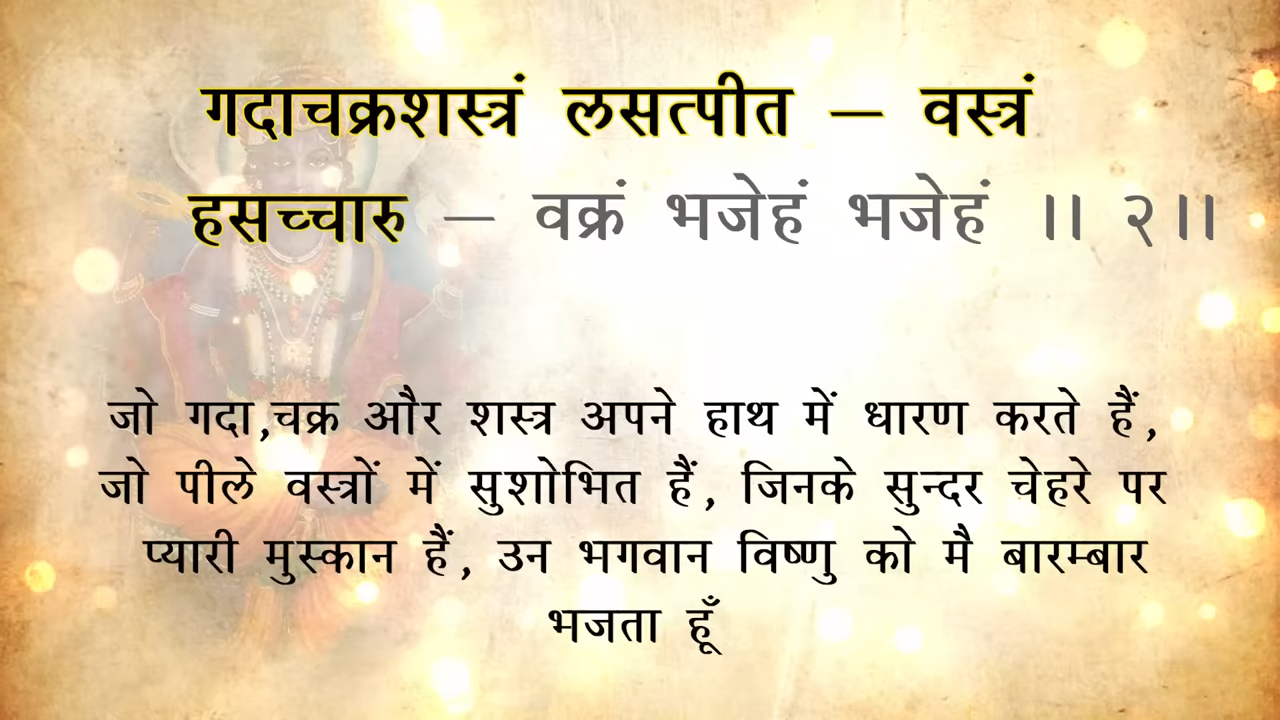 गदाचक्रशस्त्रं लसत्पीत – वस्त्रं
हसच्चारु – वक्रं भजेहं भजेहं ।। २।।
जो गदा,चक्र और शस्त्र अपने हाथ में धारण करते हैं,
जो पीले वस्त्रों में सुशोभित हैं, जिनके सुन्दर चेहरे पर
प्यारी मुस्कान हैं, उन भगवान विष्णु को मै बारम्बार
भजता हूँ